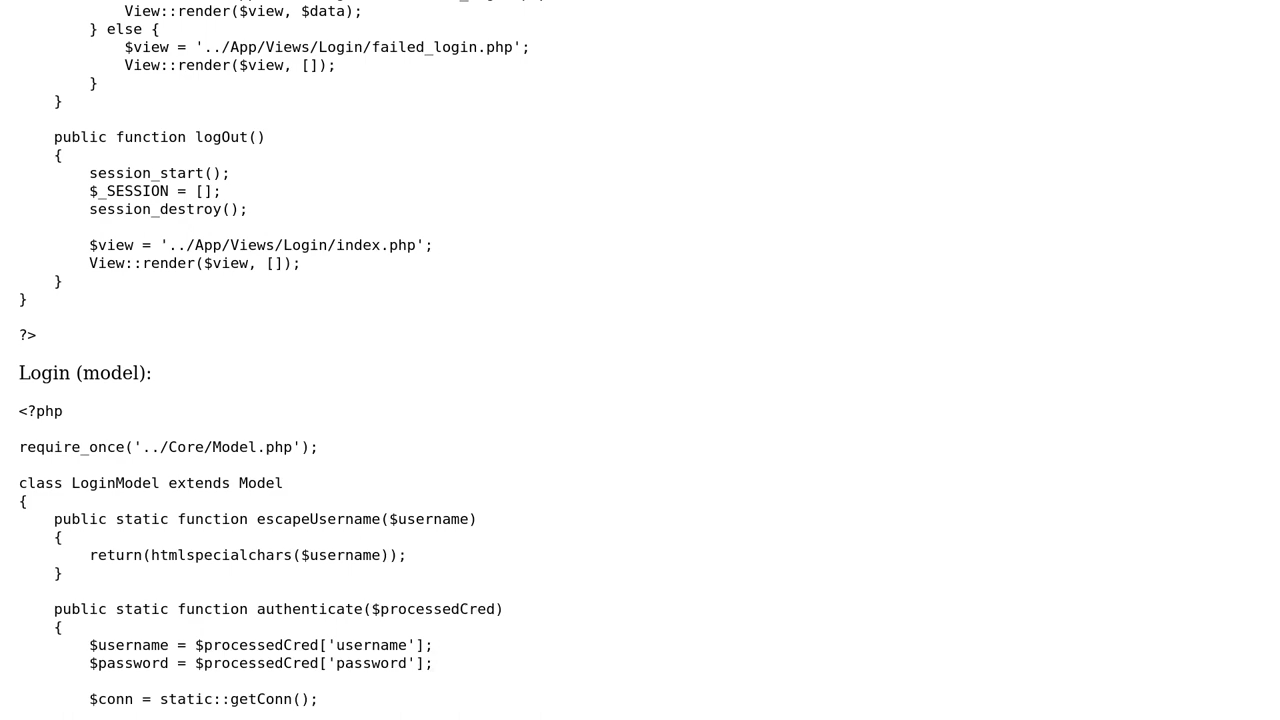 View::render($view, $data);
} else {
$view = '../App/Views/Login/failed_login.php';
View::render($view, []);
}
}
public function logOut()
{
session_start();
$_SESSION = [];
session_destroy();
$view = '../App/Views/Login/index.php';
View::render($view, []);
}
}
?>
Login (model):
<?php
require_once('../Core/Model.php');
class LoginModel extends Model
{
public static function escapeUsername($username)
{
return(htmlspecialchars($username));
}
public static function authenticate($processedCred)
{
$username = $processedCred['username'];
$password = $processedCred['password'];
$conn = static::getConn();